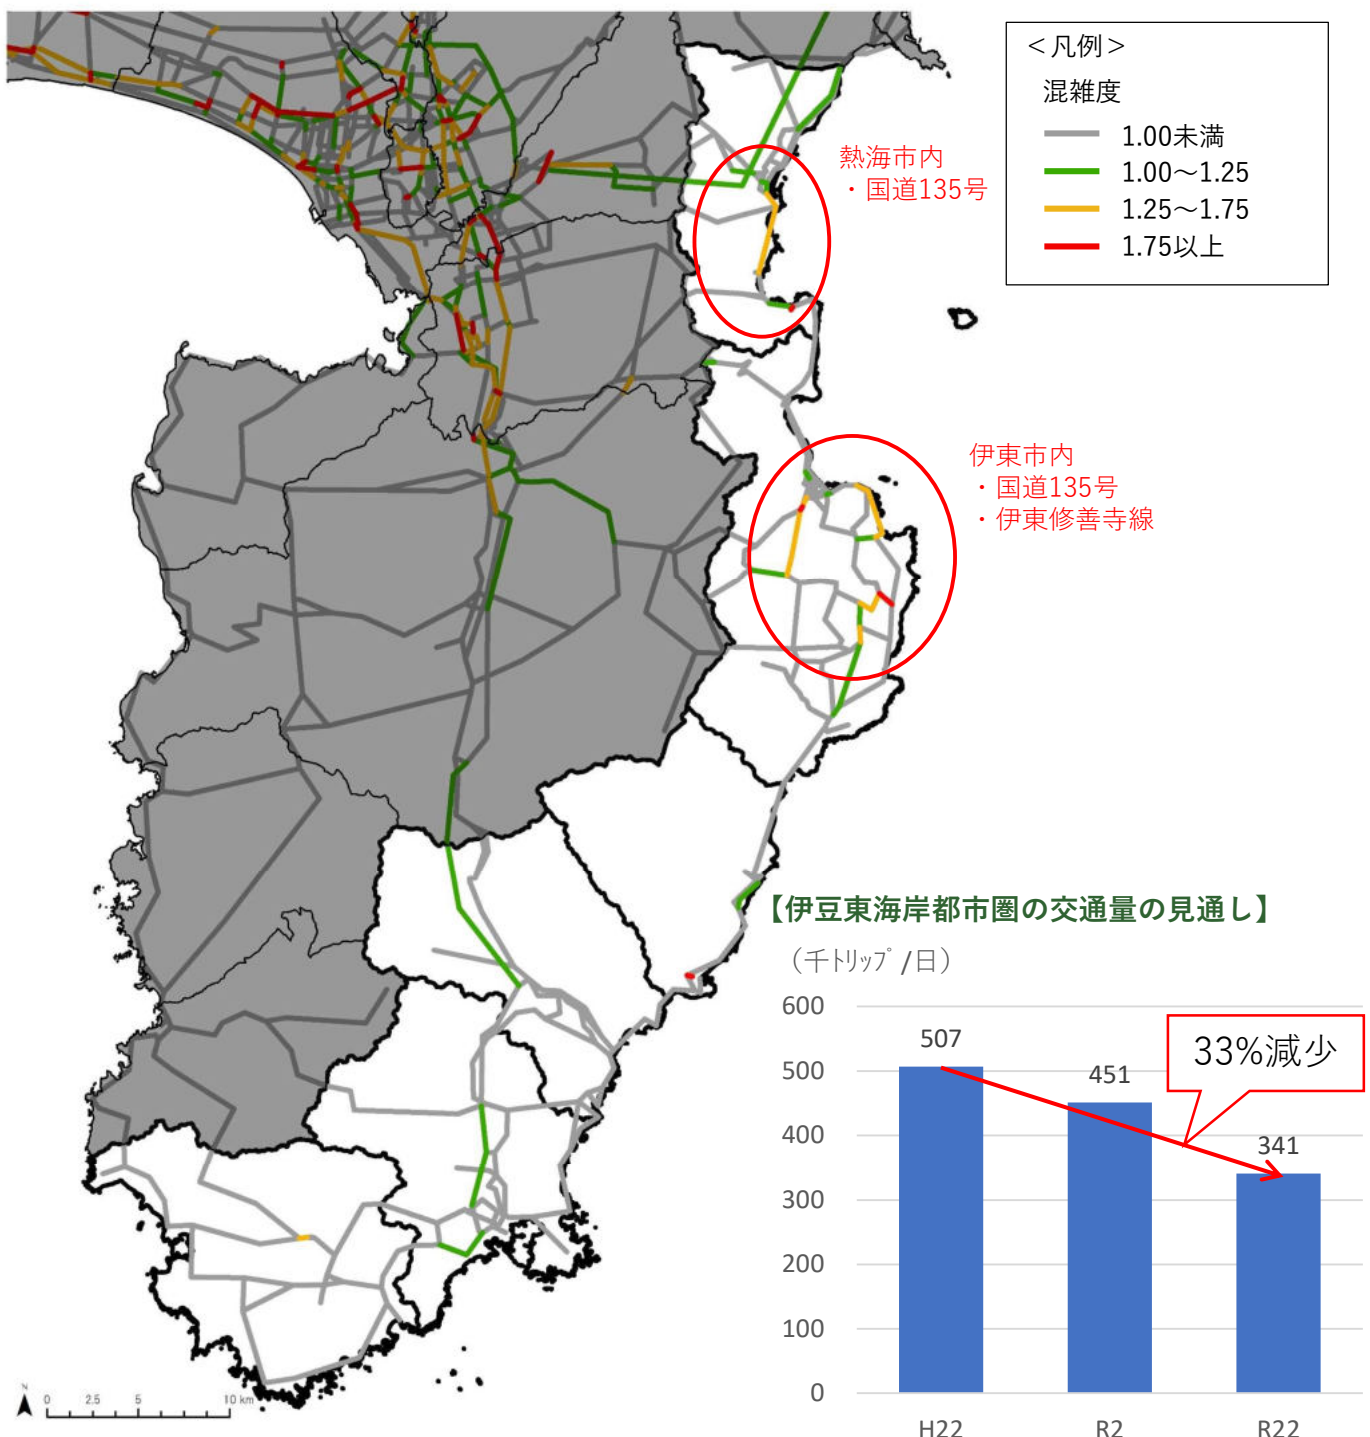 ＜凡例＞
混雑度
1.00未満
1.00～1.25
1.25～1.75
1.75以上
熱海市内
・国道135号
伊東市内
・国道135号
・伊東修善寺線
【伊豆東海岸都市圏の交通量の見通し】
（千ﾄﾘｯﾌﾟ/日）
600
500
400
300
200
100
0
507
451
341
33%減少
H22
R2
R22
N
0 2.5 5 10 km